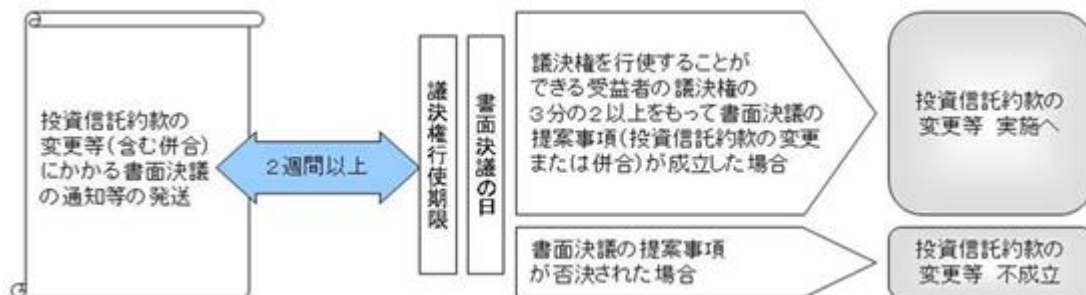 投資信託約款の
変更等(含む併合)
にかかる書面決議
の通知等の発送
２週間以上
議決権行使期限
書面決議の日
議決権を行使することが
できる受益者の議決権の
３分の２以上をもって書面決議の
提案事項(投資信託約款の変更
または併合)が成立した場合
投資信託約款の
変更等 実施へ
書面決議の提案事項
が否決された場合
投資信託約款の
変更等 不成立